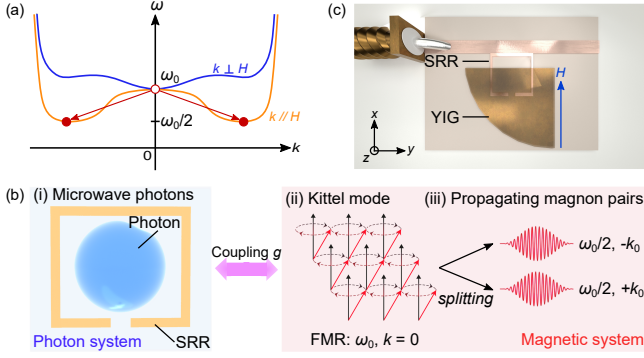 (a)
ω
k ⊥ H
ω₀
k // H
ω₀/2
0
k
(c)
SRR
H
YIG
x
z
y
(b)
(i) Microwave photons
Photon
SRR
Photon system
Coupling g
(ii) Kittel mode
FMR: ω₀, k = 0
splitting
(iii) Propagating magnon pairs
ω₀/2, -k₀
ω₀/2, +k₀
Magnetic system